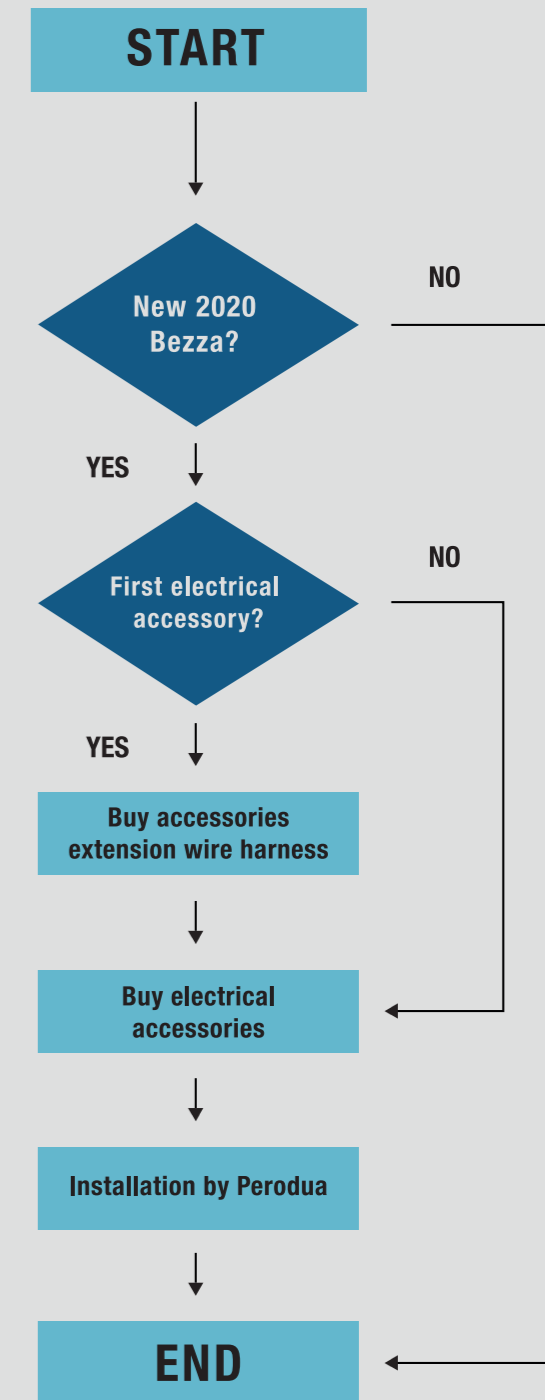 START
New 2020
Bezza?
NO
YES
First electrical
accessory?
NO
YES
Buy accessories
extension wire harness
Buy electrical
accessories
Installation by Perodua
END